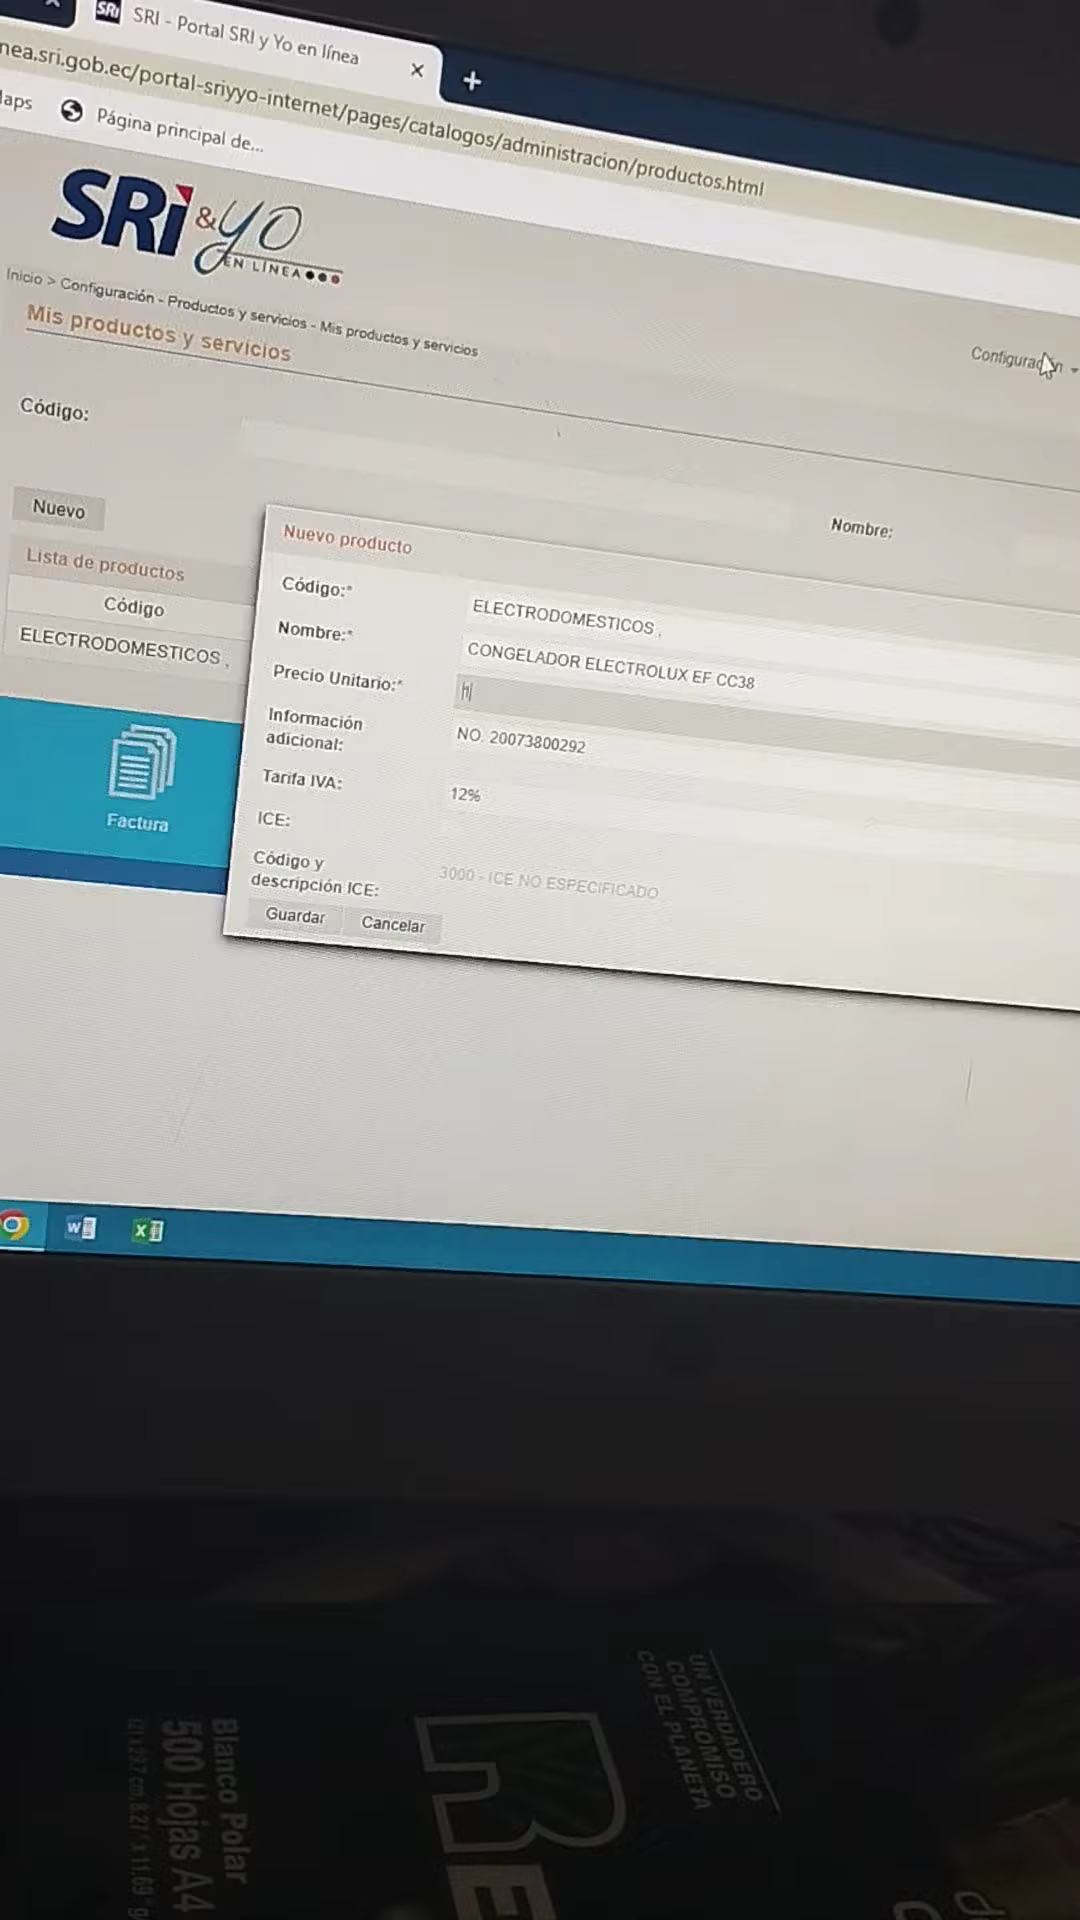 SRI - Portal SRI y Yo en línea
nea.sri.gob.ec/portal-sriyyo-internet/pages/catalogos/administracion/productos.html
Maps Página principal de...
SRi &yo
EN LÍNEA
Inicio > Configuración - Productos y servicios - Mis productos y servicios
Configuración
Mis productos y servicios
Código:
Nombre:
Nuevo
Lista de productos
Código
ELECTRODOMESTICOS ,
Factura
Nuevo producto
Código:* ELECTRODOMESTICOS ,
Nombre:* CONGELADOR ELECTROLUX EF CC38
Precio Unitario:*
Información
adicional: NO. 20073800292
Tarifa IVA: 12%
ICE:
Código y
descripción ICE: 3000 - ICE NO ESPECIFICADO
Guardar Cancelar
UN VERDADERO
COMPROMISO
CON EL PLANETA
Blanco Polar
500 Hojas A4
RE